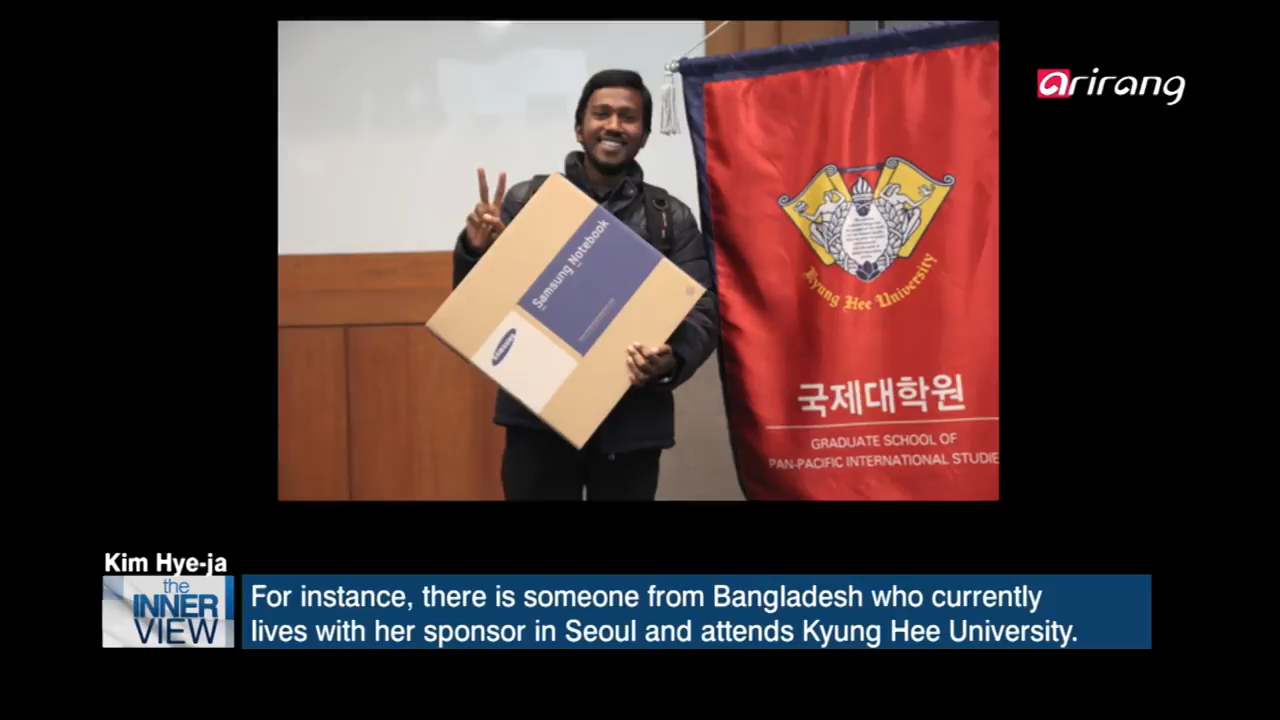 arirang
Samsung Notebook
SAMSUNG
Kyung Hee University
국제대학원
GRADUATE SCHOOL OF
PAN-PACIFIC INTERNATIONAL STUDIE
Kim Hye-ja
the
INNER
VIEW
For instance, there is someone from Bangladesh who currently
lives with her sponsor in Seoul and attends Kyung Hee University.